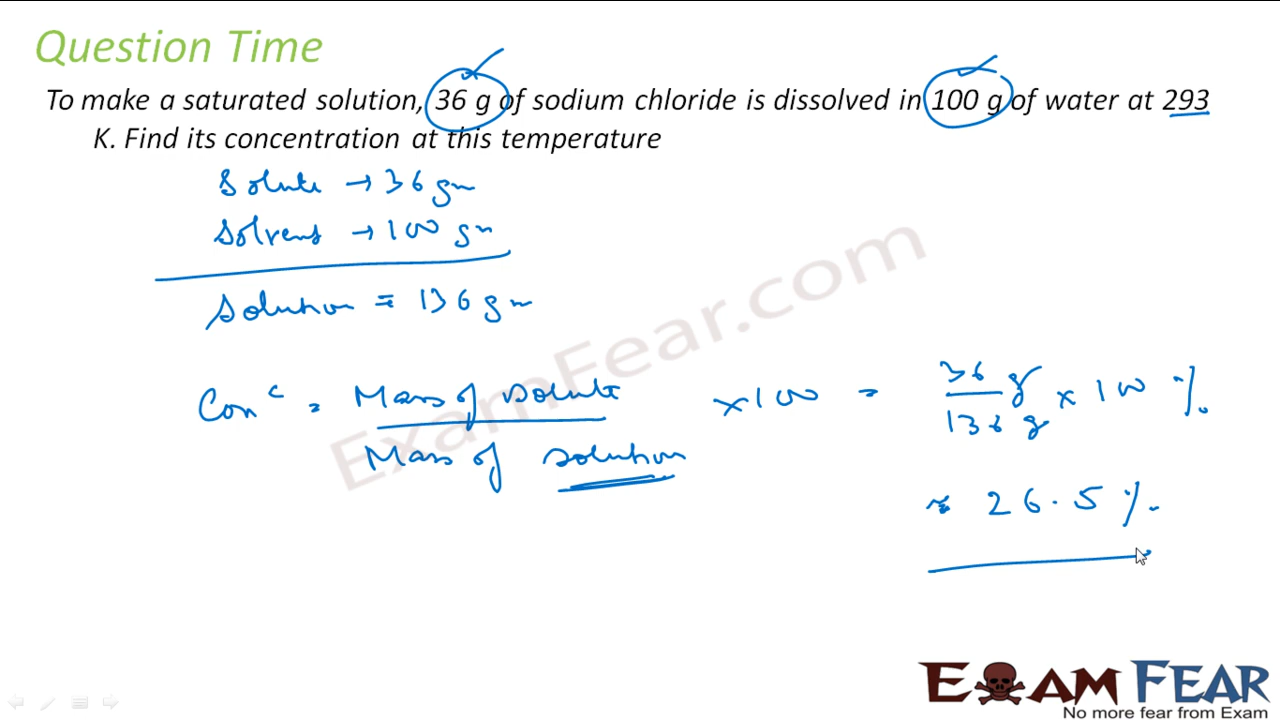 Question Time
To make a saturated solution, 36 g of sodium chloride is dissolved in 100 g of water at 293
K. Find its concentration at this temperature
Solute → 36 gm
Solvent → 100 gm
Solution = 136 gm
Conc = Mass of solute / Mass of solution × 100 = 36 g / 136 g × 100 %
≈ 26.5 %
ExamFear.com
EXAM FEAR
No more fear from Exam